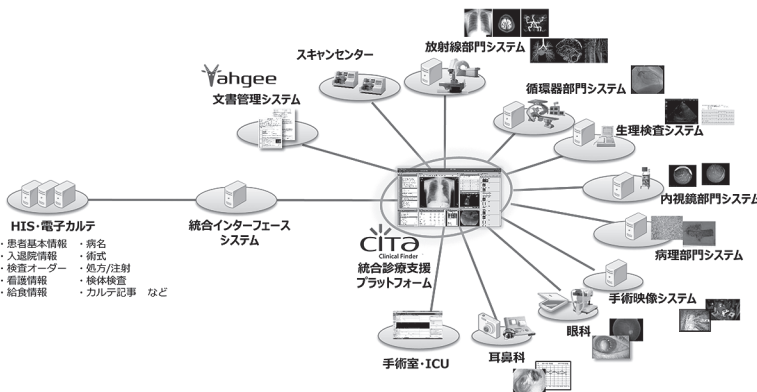 放射線部門システム
スキャンセンター
Yahgee
文書管理システム
循環器部門システム
生理検査システム
内視鏡部門システム
HIS・電子カルテ
・患者基本情報 ・病名
・入退院情報 ・術式
・検査オーダー ・処方/注射
・看護情報 ・検体検査
・給食情報 ・カルテ記事 など
統合インターフェース
システム
CITA
Clinical Finder
統合診療支援
プラットフォーム
病理部門システム
手術映像システム
眼科
耳鼻科
手術室・ICU